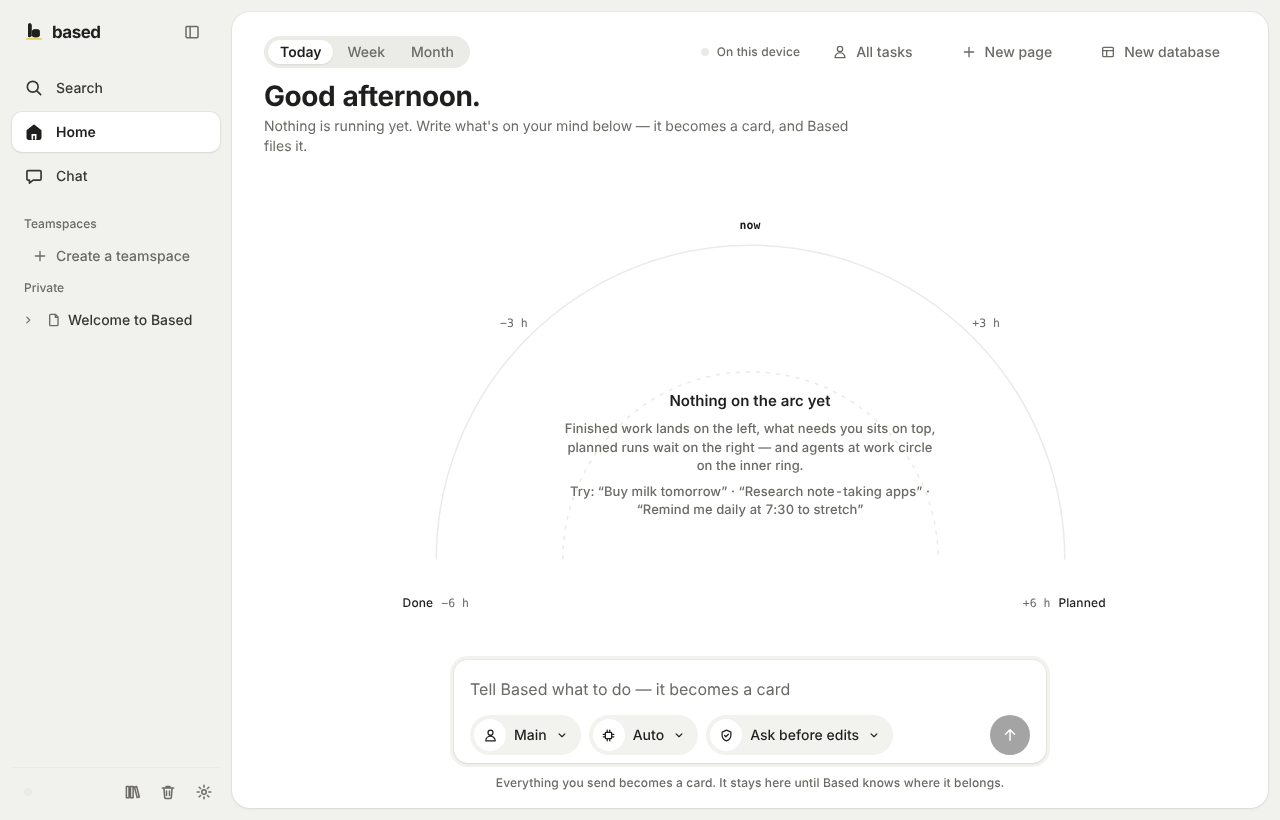 based
Search
Home
Chat
Teamspaces
Create a teamspace
Private
Welcome to Based
Today Week Month
On this device
All tasks
New page
New database
Good afternoon.
Nothing is running yet. Write what's on your mind below — it becomes a card, and Based
files it.
now
−3 h
+3 h
Nothing on the arc yet
Finished work lands on the left, what needs you sits on top,
planned runs wait on the right — and agents at work circle
on the inner ring.
Try: “Buy milk tomorrow” · “Research note-taking apps” ·
“Remind me daily at 7:30 to stretch”
Done −6 h
+6 h Planned
Tell Based what to do — it becomes a card
Main
Auto
Ask before edits
Everything you send becomes a card. It stays here until Based knows where it belongs.